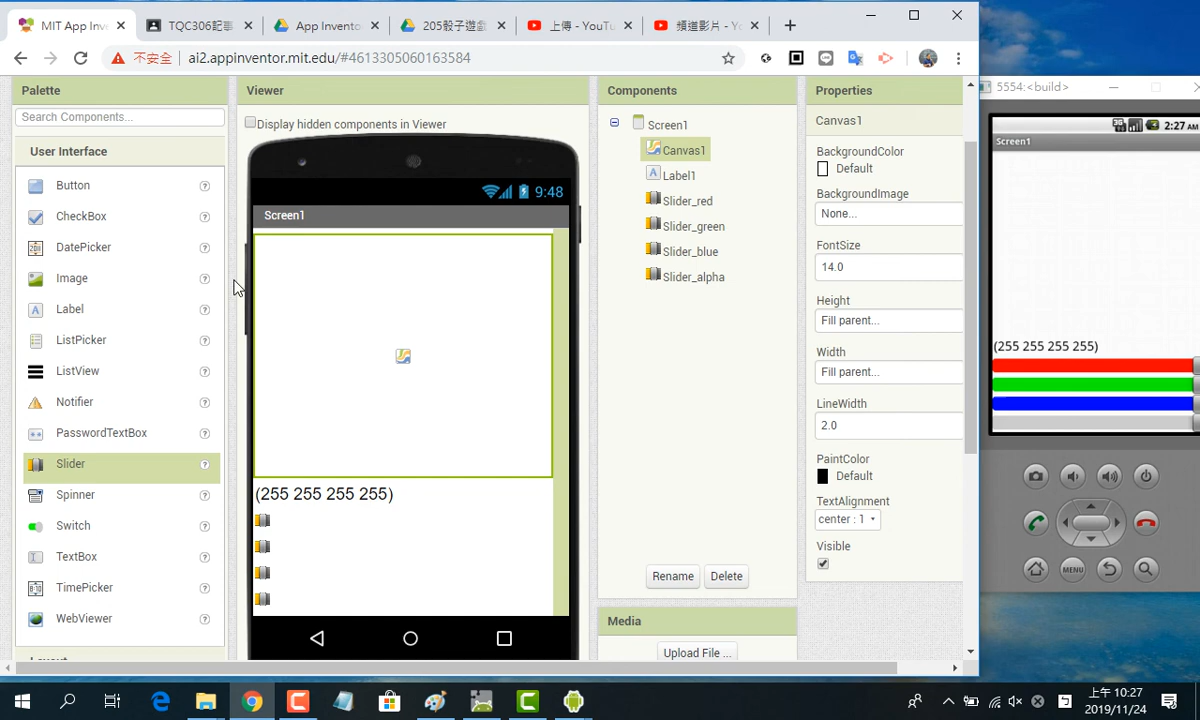 MIT App Inve
TQC306記事
App Invento
205骰子遊戲
上傳 - YouTu
頻道影片 - Yo
不安全
ai2.appinventor.mit.edu/#4613305060163584
Palette
Search Components...
User Interface
Button
CheckBox
DatePicker
Image
Label
ListPicker
ListView
Notifier
PasswordTextBox
Slider
Spinner
Switch
TextBox
TimePicker
WebViewer
Viewer
Display hidden components in Viewer
9:48
Screen1
(255 255 255 255)
Components
Screen1
Canvas1
Label1
Slider_red
Slider_green
Slider_blue
Slider_alpha
Rename
Delete
Media
Upload File ...
Properties
Canvas1
BackgroundColor
Default
BackgroundImage
None...
FontSize
14.0
Height
Fill parent...
Width
Fill parent...
LineWidth
2.0
PaintColor
Default
TextAlignment
center : 1
Visible
5554:<build>
2:27 AM
Screen1
(255 255 255 255)
MENU
上午 10:27
2019/11/24